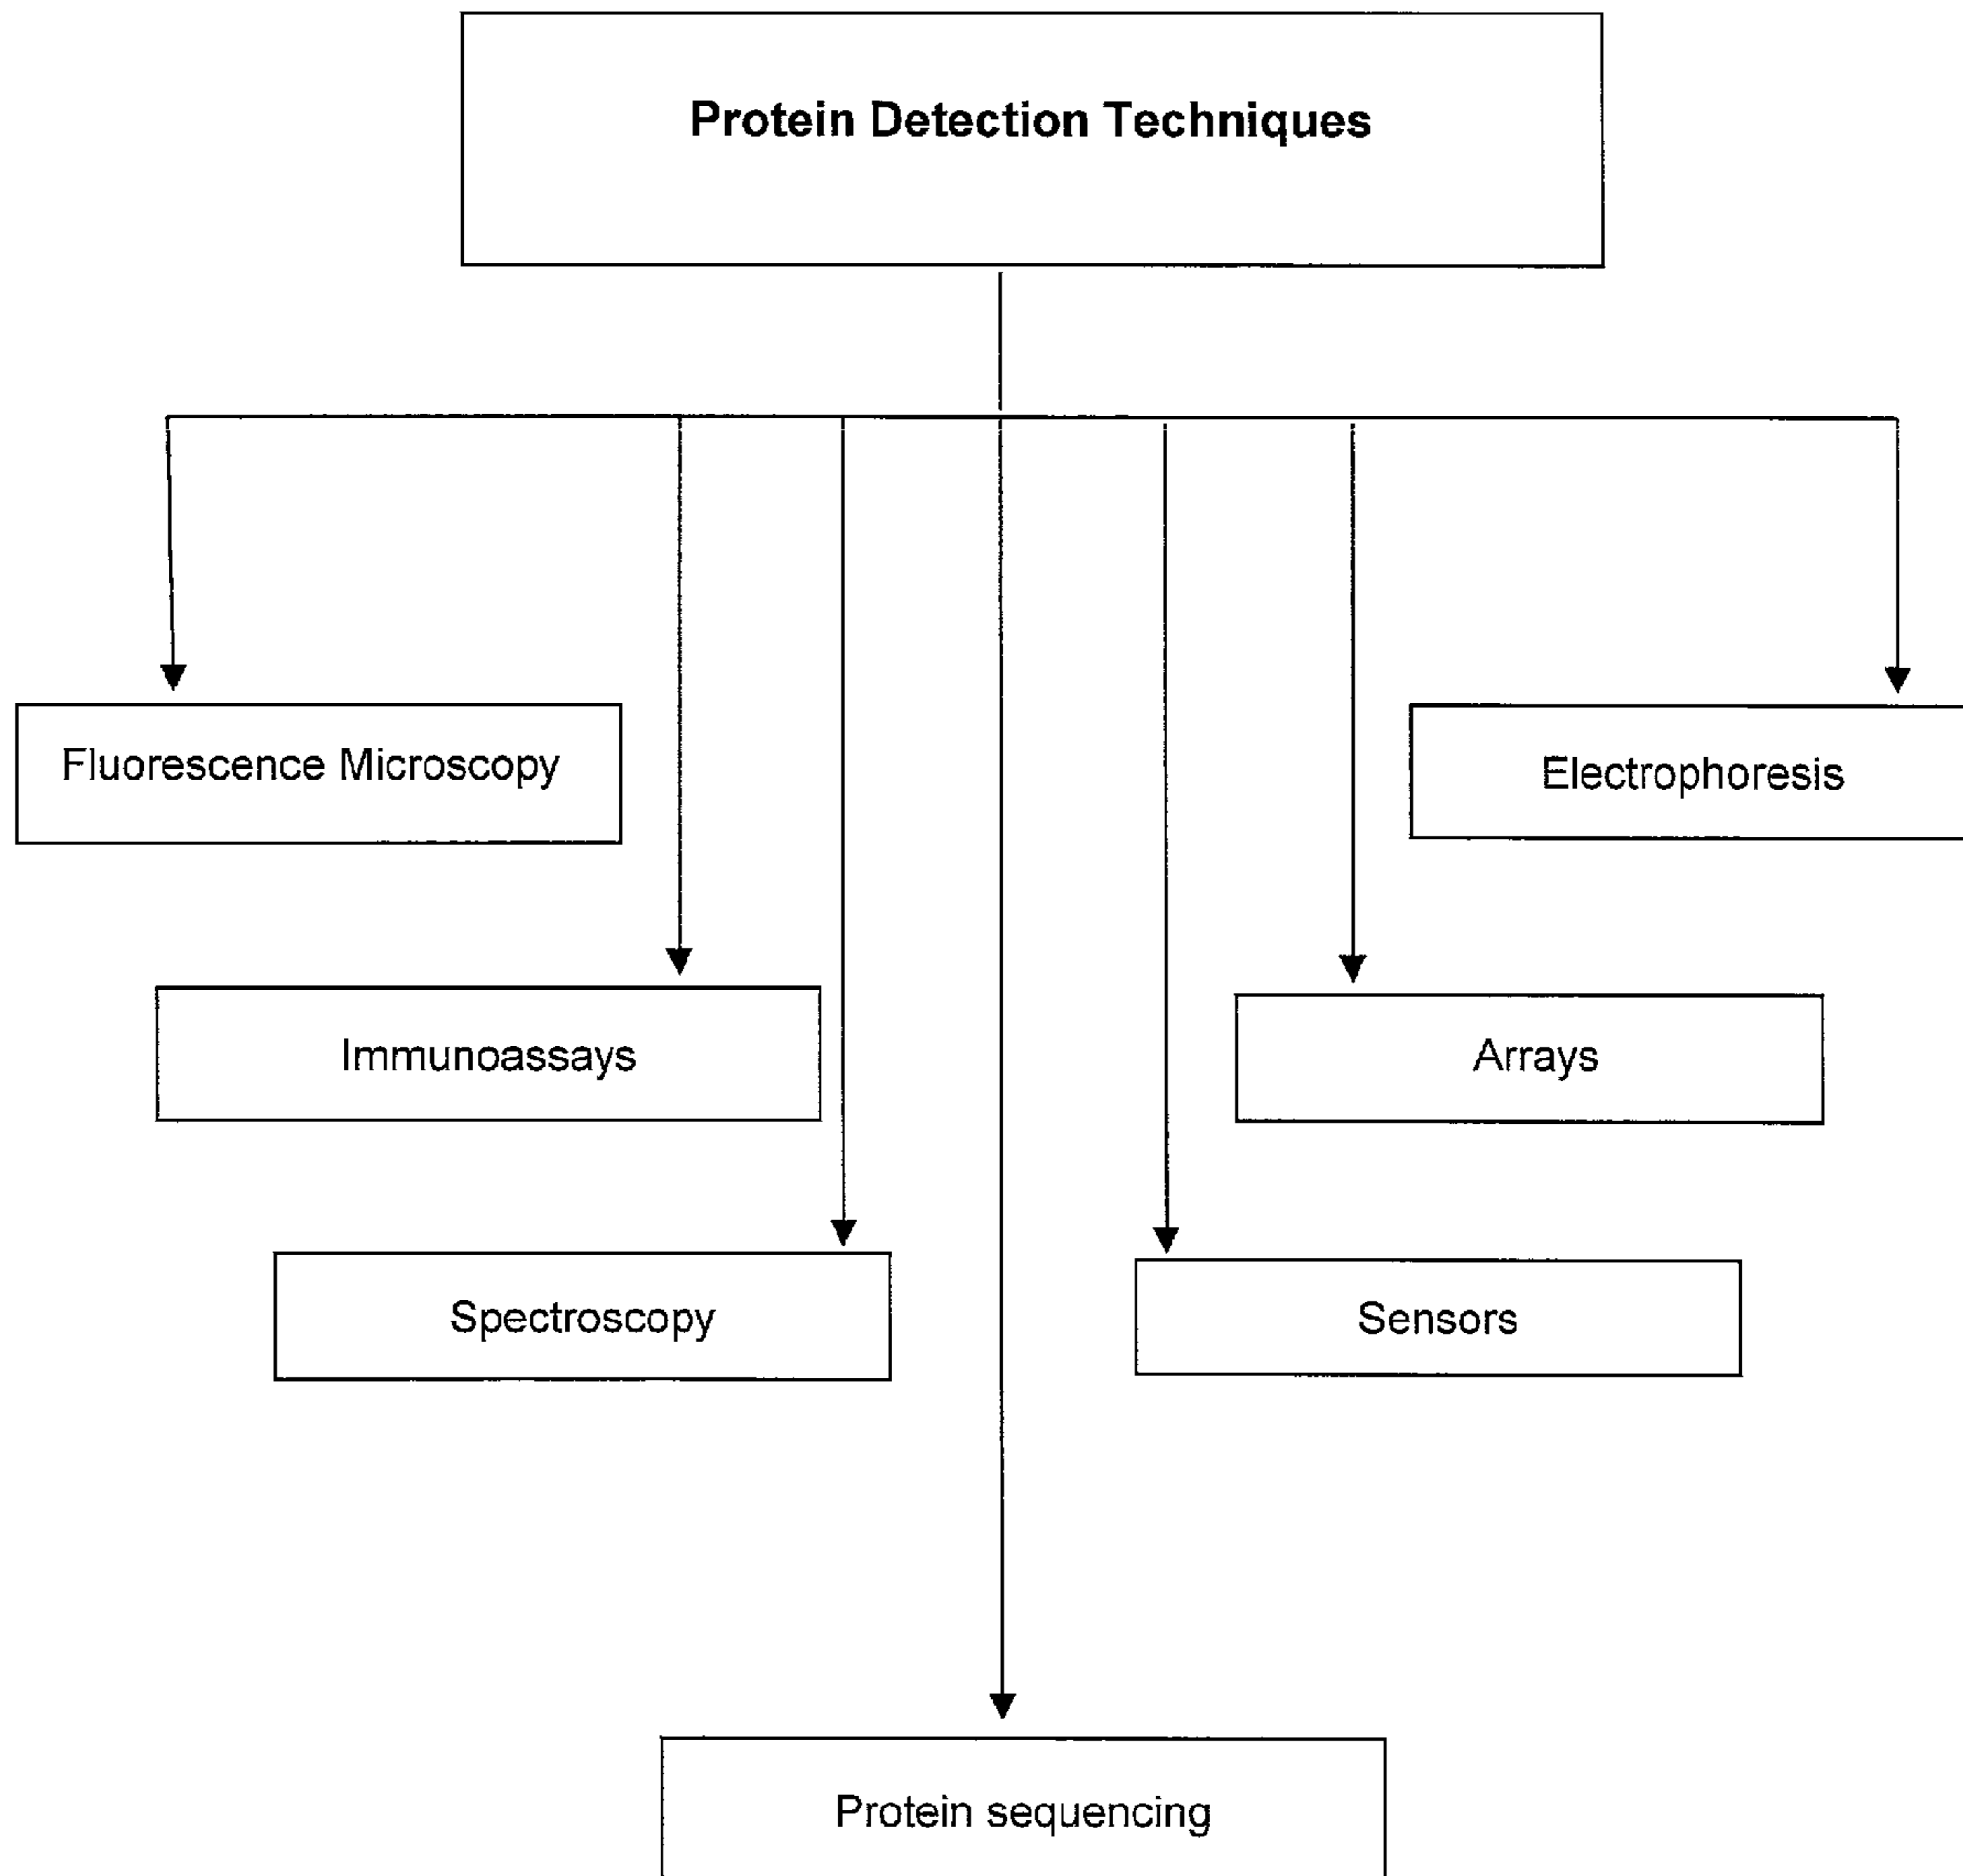 Protein Detection Techniques
Fluorescence Microscopy
Electrophoresis
Immunoassays
Arrays
Spectroscopy
Sensors
Protein sequencing